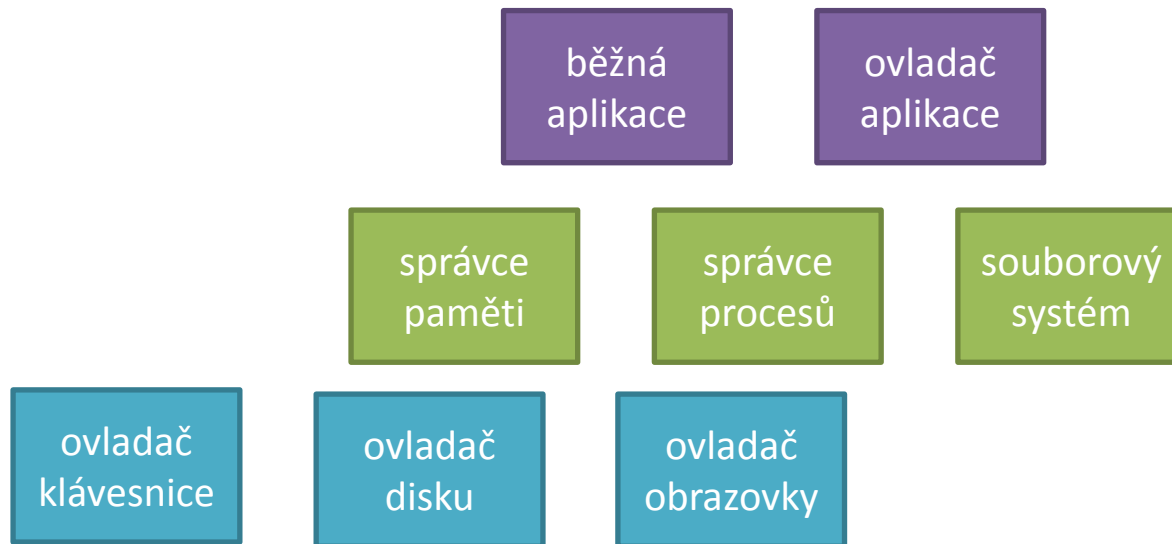 běžná
aplikace
ovladač
aplikace
správce
paměti
správce
procesů
souborový
systém
ovladač
klávesnice
ovladač
disku
ovladač
obrazovky